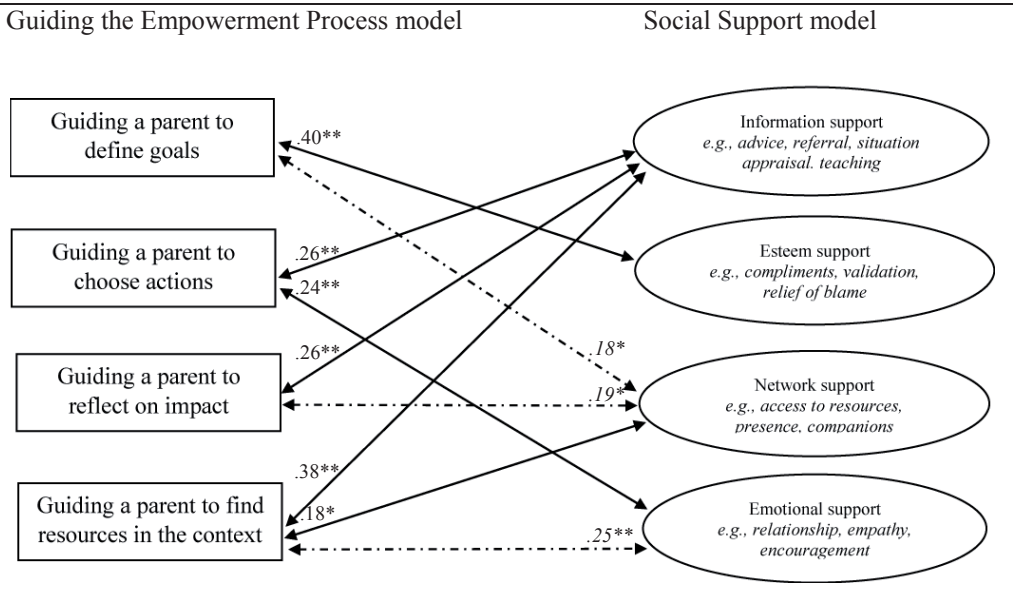 Guiding the Empowerment Process model
Social Support model
Guiding a parent to
define goals
Guiding a parent to
choose actions
Guiding a parent to
reflect on impact
Guiding a parent to find
resources in the context
.40**
.26**
.24**
.26**
.38**
.18*
.18*
.19*
.25**
Information support
e.g., advice, referral, situation
appraisal. teaching
Esteem support
e.g., compliments, validation,
relief of blame
Network support
e.g., access to resources,
presence, companions
Emotional support
e.g., relationship, empathy,
encouragement